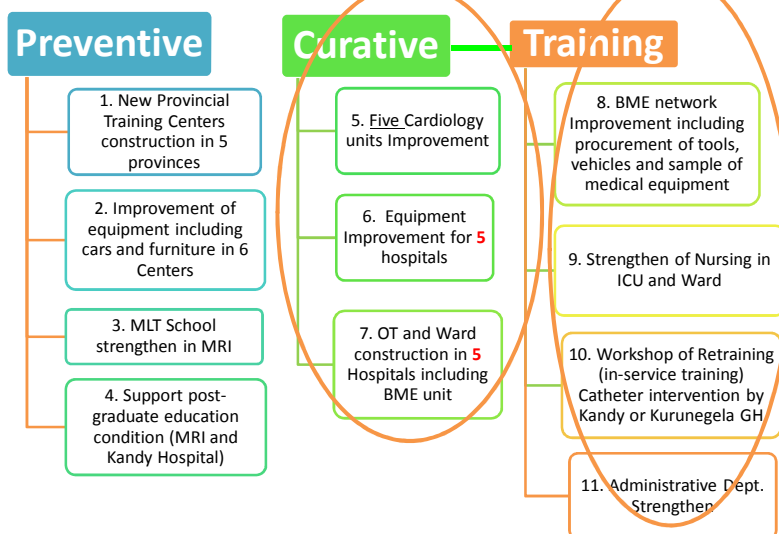 Preventive
1. New Provincial
Training Centers
construction in 5
provinces
2. Improvement of
equipment including
cars and furniture in 6
Centers
3. MLT School
strengthen in MRI
4. Support post-
graduate education
condition (MRI and
Kandy Hospital)
Curative
5. Five Cardiology
units Improvement
6. Equipment
Improvement for 5
hospitals
7. OT and Ward
construction in 5
Hospitals including
BME unit
Training
8. BME network
Improvement including
procurement of tools,
vehicles and sample of
medical equipment
9. Strengthen of Nursing in
ICU and Ward
10. Workshop of Retraining
(in-service training)
Catheter intervention by
Kandy or Kurunegela GH
11. Administrative Dept.
Strengthen